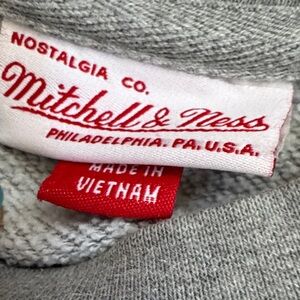 NOSTALGIA CO.
Mitchell & Ness
PHILADELPHIA. PA. U.S.A.
MADE IN
VIETNAM